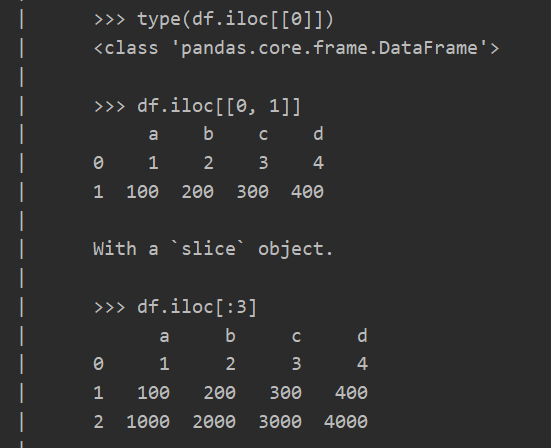 |      >>> type(df.iloc[[0]])
|      <class 'pandas.core.frame.DataFrame'>
|
|      >>> df.iloc[[0, 1]]
|           a    b    c    d
|      0    1    2    3    4
|      1  100  200  300  400
|
|      With a `slice` object.
|
|      >>> df.iloc[:3]
|            a     b     c     d
|      0     1     2     3     4
|      1   100   200   300   400
|      2  1000  2000  3000  4000
|